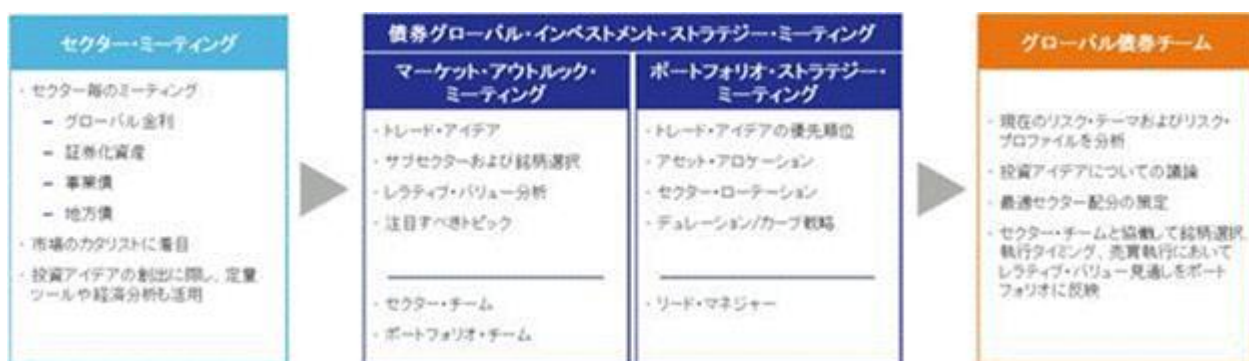 セクター・ミーティング
・セクター毎のミーティング
– グローバル金利
– 証券化資産
– 事業債
– 地方債
・市場のカタリストに着目
・投資アイデアの創出に際し、定量
ツールや経済分析も活用
債券グローバル・インベストメント・ストラテジー・ミーティング
マーケット・アウトルック・
ミーティング
・トレード・アイデア
・サブセクターおよび銘柄選択
・レラティブ・バリュー分析
・注目すべきトピック
・セクター・チーム
・ポートフォリオ・チーム
ポートフォリオ・ストラテジー・
ミーティング
・トレード・アイデアの優先順位
・アセット・アロケーション
・セクター・ローテーション
・デュレーション/カーブ戦略
・リード・マネジャー
グローバル債券チーム
・現在のリスク・テーマおよびリスク・
プロファイルを分析
・投資アイデアについての議論
・最適セクター配分の策定
・セクター・チームと協働して銘柄選択、
執行タイミング、売買執行において
レラティブ・バリュー見通しをポート
フォリオに反映